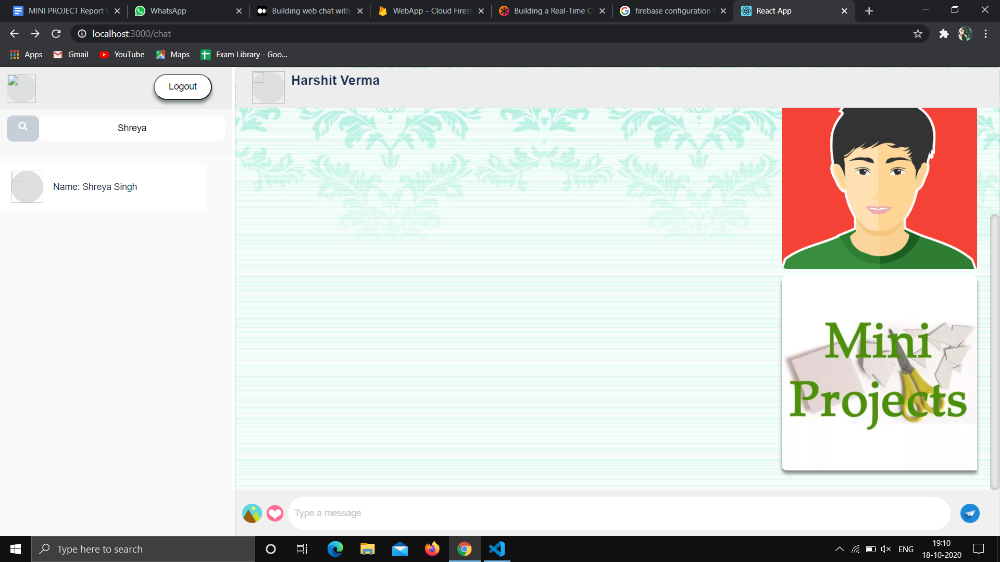 MINI PROJECT Report
WhatsApp
Building web chat with
WebApp – Cloud Firest
Building a Real-Time C
firebase configuration
React App
localhost:3000/chat
Apps
Gmail
YouTube
Maps
Exam Library - Goo...
Logout
Harshit Verma
Shreya
Name: Shreya Singh
Mini
Projects
Type a message
Type here to search
ENG
19:10
18-10-2020